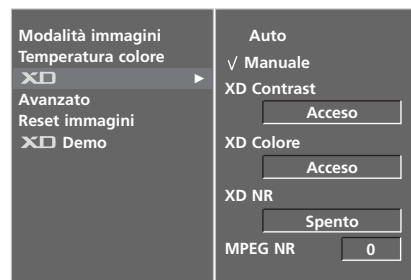 Modalità immagini
Temperatura colore
XD
Avanzato
Reset immagini
XD Demo
Auto
√ Manuale
XD Contrast
Acceso
XD Colore
Acceso
XD NR
Spento
MPEG NR 0